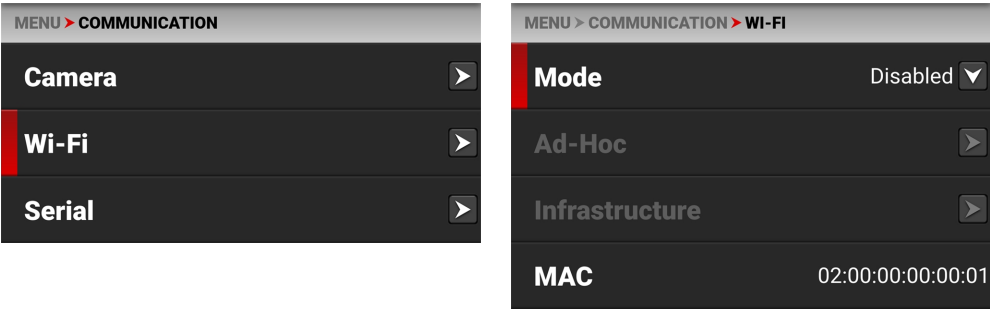 MENU > COMMUNICATION
Camera
Wi-Fi
Serial
MENU > COMMUNICATION > WI-FI
Mode Disabled
Ad-Hoc
Infrastructure
MAC 02:00:00:00:00:01